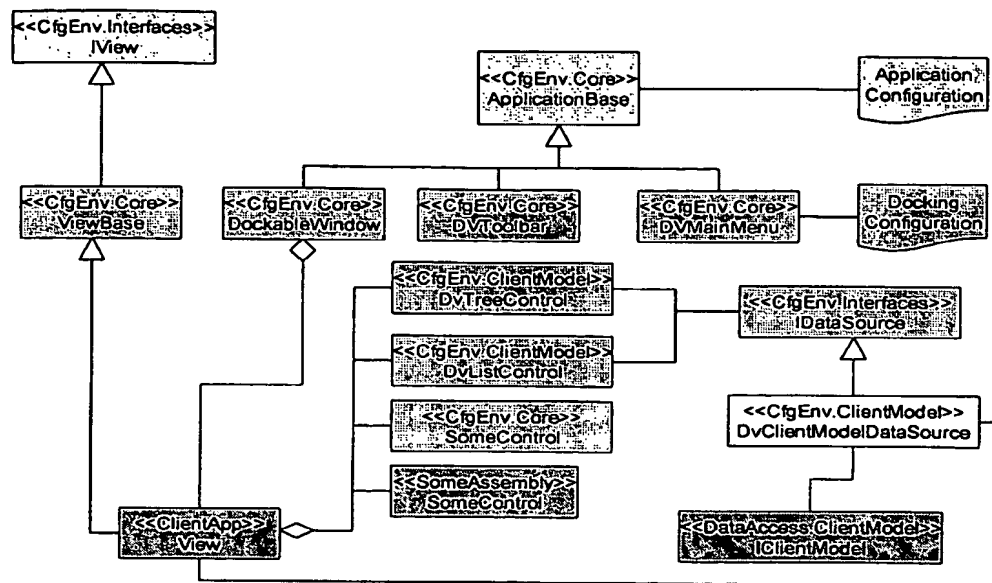 <<CfgEnv.Interfaces>>
IView
<<CfgEnv.Core>>
ApplicationBase
Application
Configuration
<<CfgEnv.Core>>
ViewBase
<<CfgEnv.Core>>
DockableWindow
<<CfgEnv.Core>>
DVToolbar
<<CfgEnv.Core>>
DVMainMenu
Docking
Configuration
<<CfgEnv.ClientModel>>
DvTreeControl
<<CfgEnv.Interfaces>>
IDataSource
<<CfgEnv.ClientModel>>
DvListControl
<<CfgEnv.ClientModel>>
DvClientModelDataSource
<<CfgEnv.Core>>
SomeControl
<<SomeAssembly>>
SomeControl
<<ClientApp>>
View
<<DataAccess.ClientModel>>
IClientModel